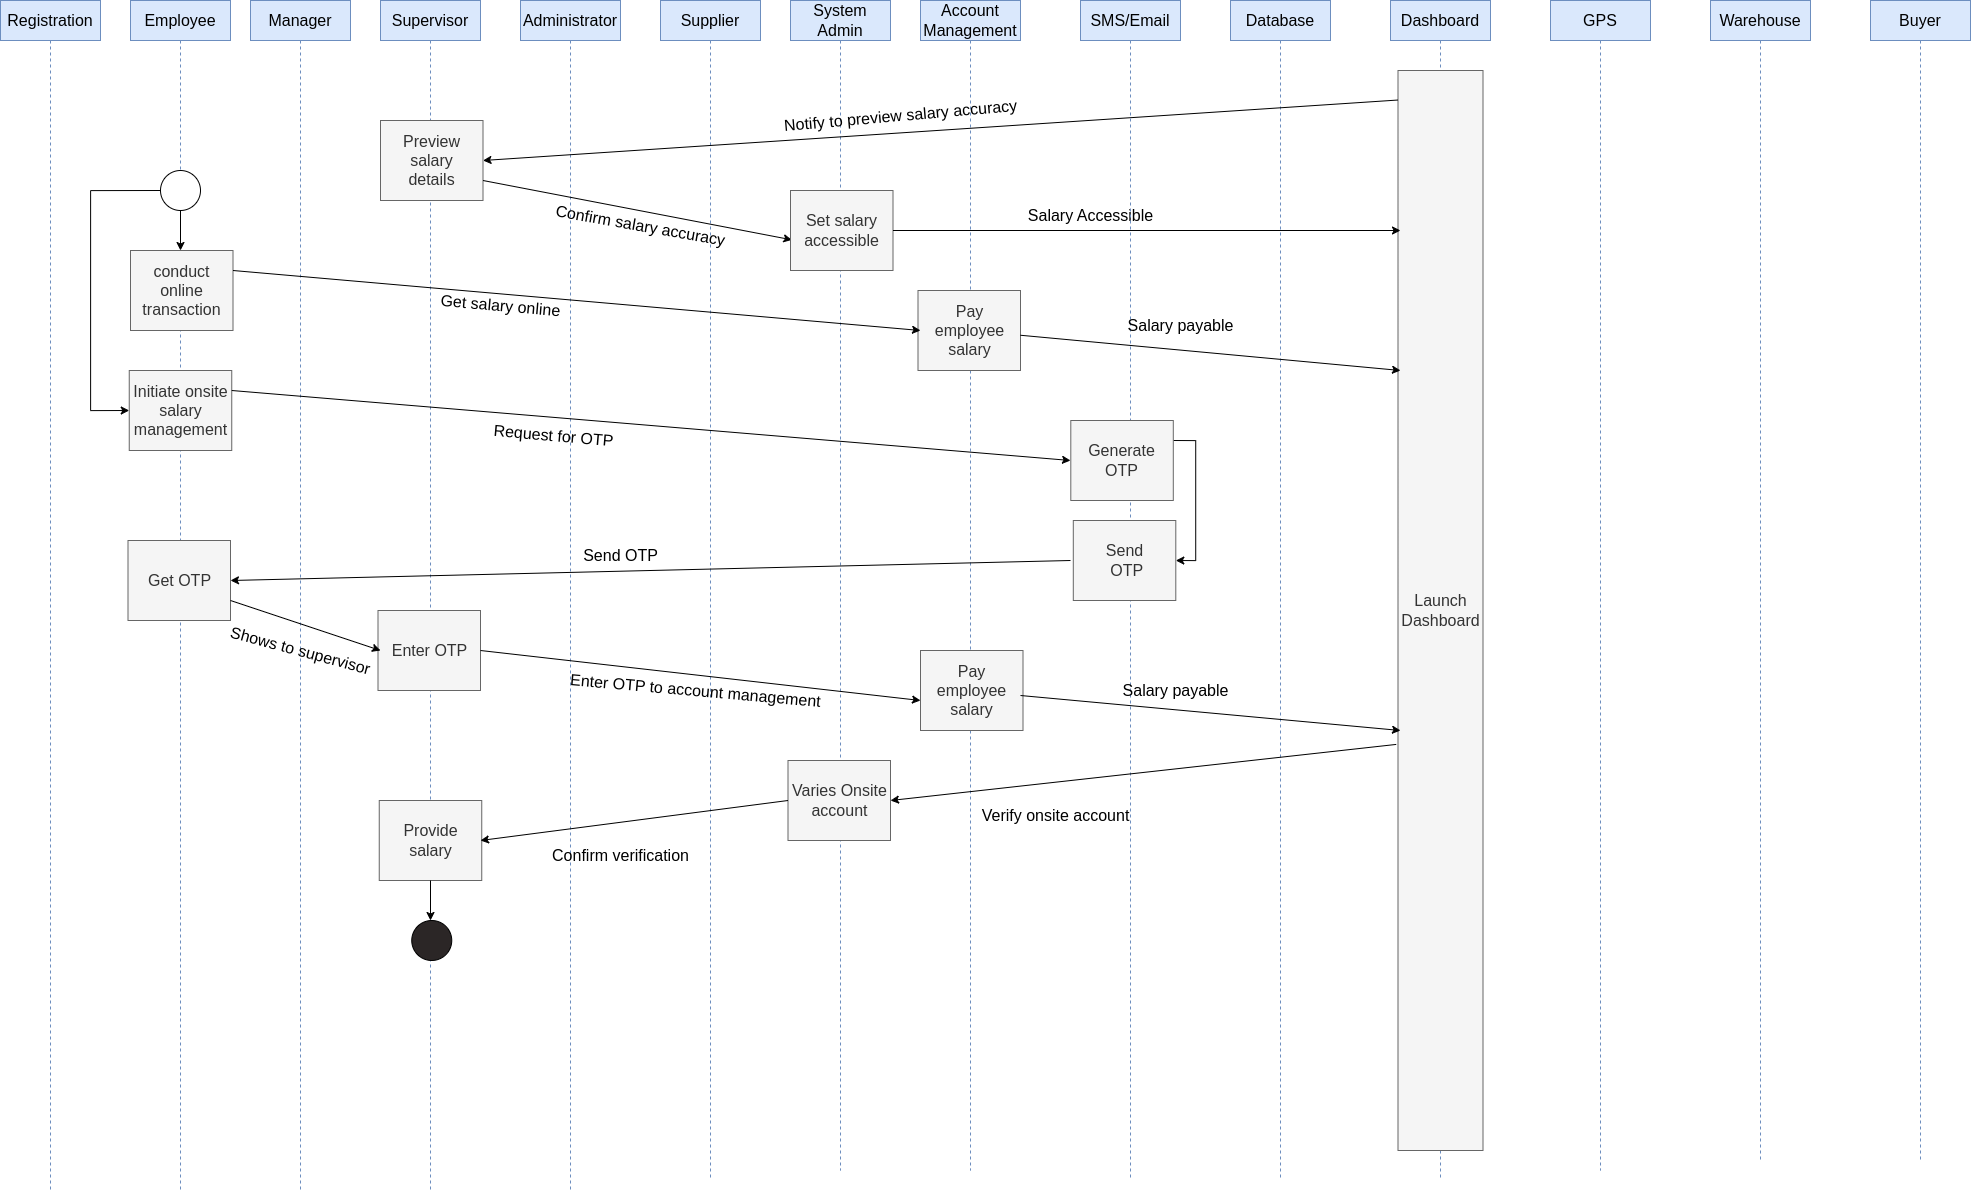 Registration
Employee
Manager
Supervisor
Administrator
Supplier
System
Admin
Account
Management
SMS/Email
Database
Dashboard
GPS
Warehouse
Buyer
Notify to preview salary accuracy
Preview
salary
details
Confirm salary accuracy
Set salary
accessible
Salary Accessible
conduct
online
transaction
Get salary online
Pay
employee
salary
Salary payable
Initiate onsite
salary
management
Request for OTP
Generate
OTP
Send
OTP
Send OTP
Get OTP
Shows to supervisor
Enter OTP
Enter OTP to account management
Pay
employee
salary
Salary payable
Launch
Dashboard
Verify onsite account
Varies Onsite
account
Confirm verification
Provide
salary